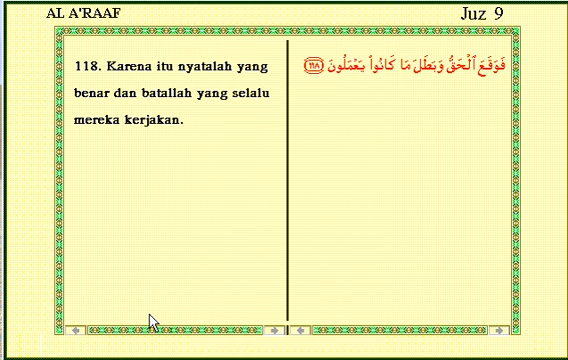 AL A'RAAF
Juz 9
118. Karena itu nyatalah yang
benar dan batallah yang selalu
mereka kerjakan.
فَوَقَعَ ٱلْحَقُّ وَبَطَلَ مَا كَانُوا۟ يَعْمَلُونَ ﴿١١٨﴾